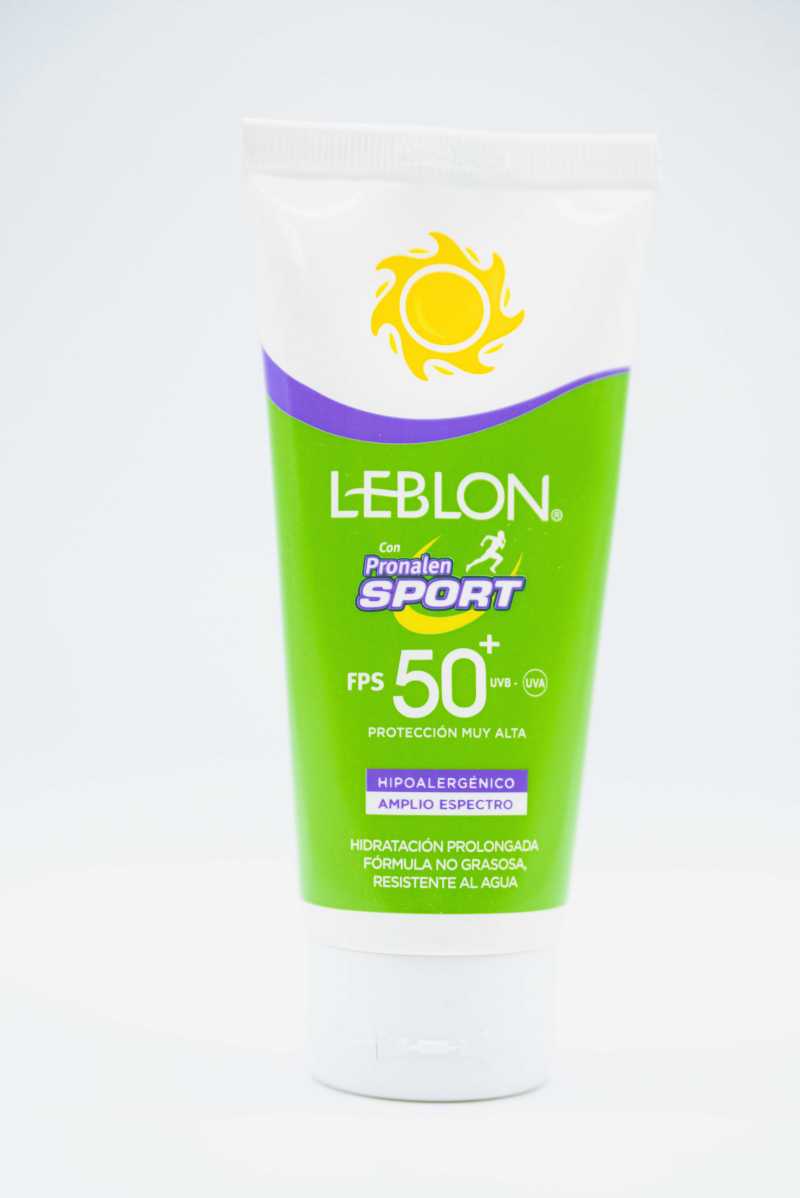 LEBLON®
Con
Pronalen
SPORT
FPS 50+ UVB - UVA
PROTECCIÓN MUY ALTA
HIPOALERGÉNICO
AMPLIO ESPECTRO
HIDRATACIÓN PROLONGADA
FÓRMULA NO GRASOSA,
RESISTENTE AL AGUA